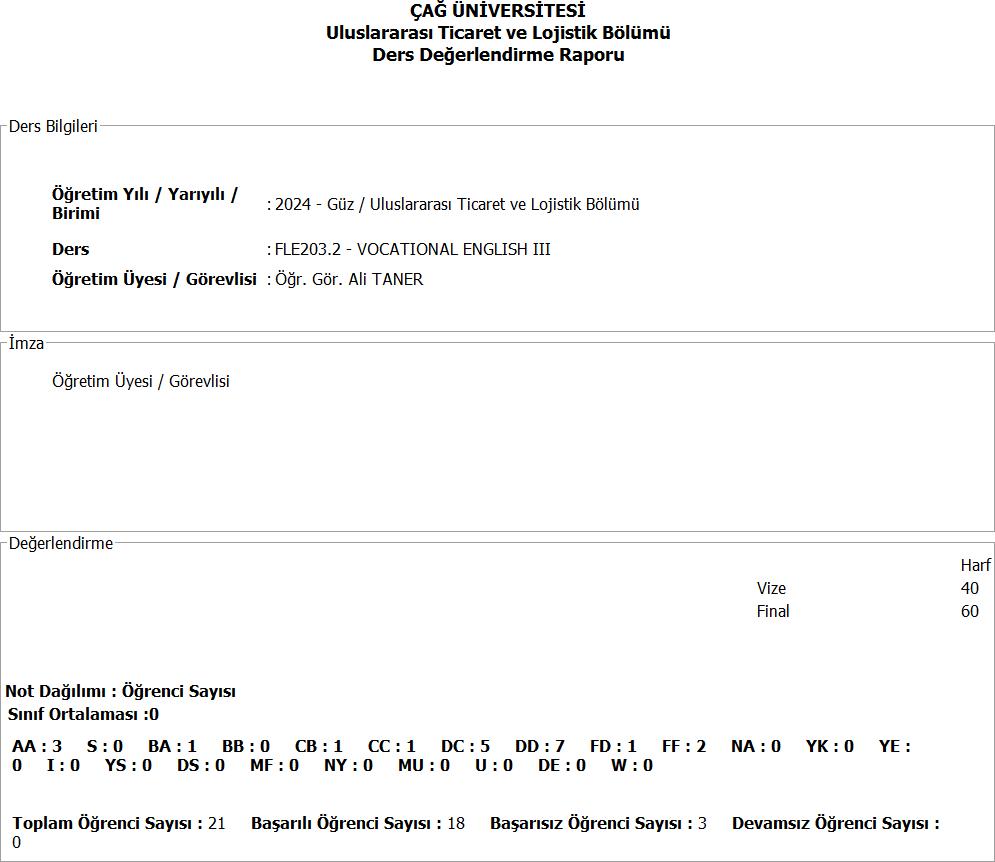 ÇAĞ ÜNİVERSİTESİ
Uluslararası Ticaret ve Lojistik Bölümü
Ders Değerlendirme Raporu
Ders Bilgileri
Öğretim Yılı / Yarıyılı /
Birimi
: 2024 - Güz / Uluslararası Ticaret ve Lojistik Bölümü
Ders : FLE203.2 - VOCATIONAL ENGLISH III
Öğretim Üyesi / Görevlisi : Öğr. Gör. Ali TANER
İmza
Öğretim Üyesi / Görevlisi
Değerlendirme
Harf
Vize 40
Final 60
Not Dağılımı : Öğrenci Sayısı
Sınıf Ortalaması :0
AA : 3 S : 0 BA : 1 BB : 0 CB : 1 CC : 1 DC : 5 DD : 7 FD : 1 FF : 2 NA : 0 YK : 0 YE :
0 I : 0 YS : 0 DS : 0 MF : 0 NY : 0 MU : 0 U : 0 DE : 0 W : 0
Toplam Öğrenci Sayısı : 21 Başarılı Öğrenci Sayısı : 18 Başarısız Öğrenci Sayısı : 3 Devamsız Öğrenci Sayısı :
0